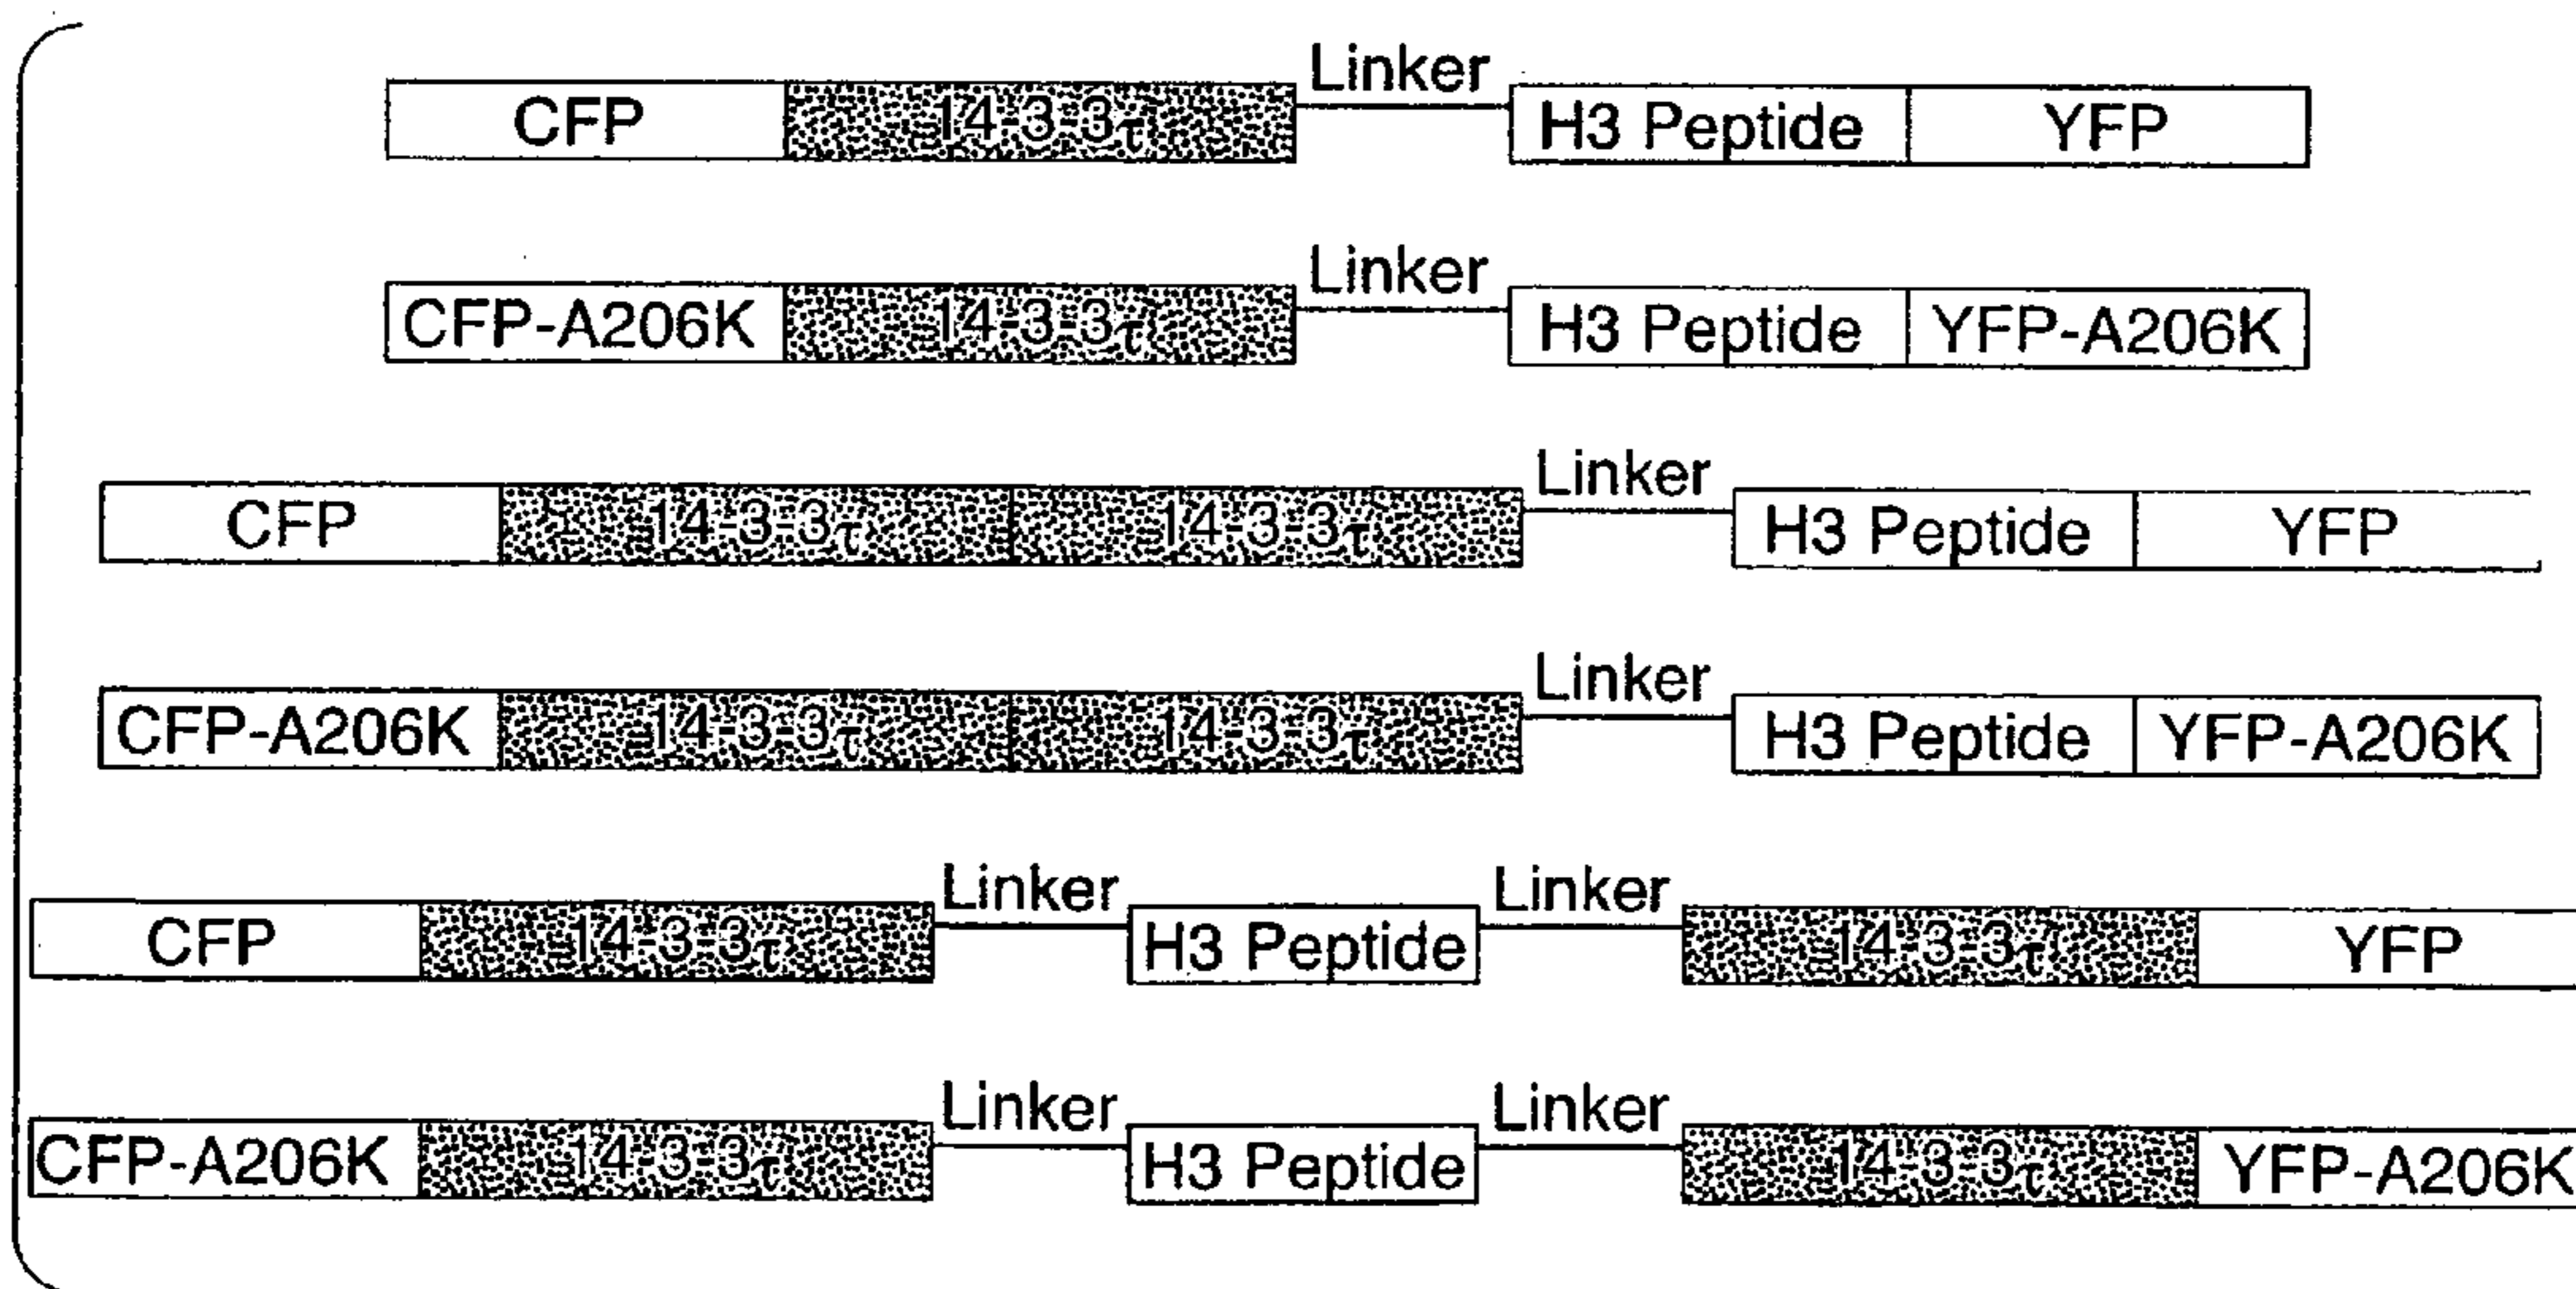 Linker
CFP 14-3-3τ H3 Peptide YFP
Linker
CFP-A206K 14-3-3τ H3 Peptide YFP-A206K
Linker
CFP 14-3-3τ 14-3-3τ H3 Peptide YFP
Linker
CFP-A206K 14-3-3τ 14-3-3τ H3 Peptide YFP-A206K
Linker Linker
CFP 14-3-3τ H3 Peptide 14-3-3τ YFP
Linker Linker
CFP-A206K 14-3-3τ H3 Peptide 14-3-3τ YFP-A206K